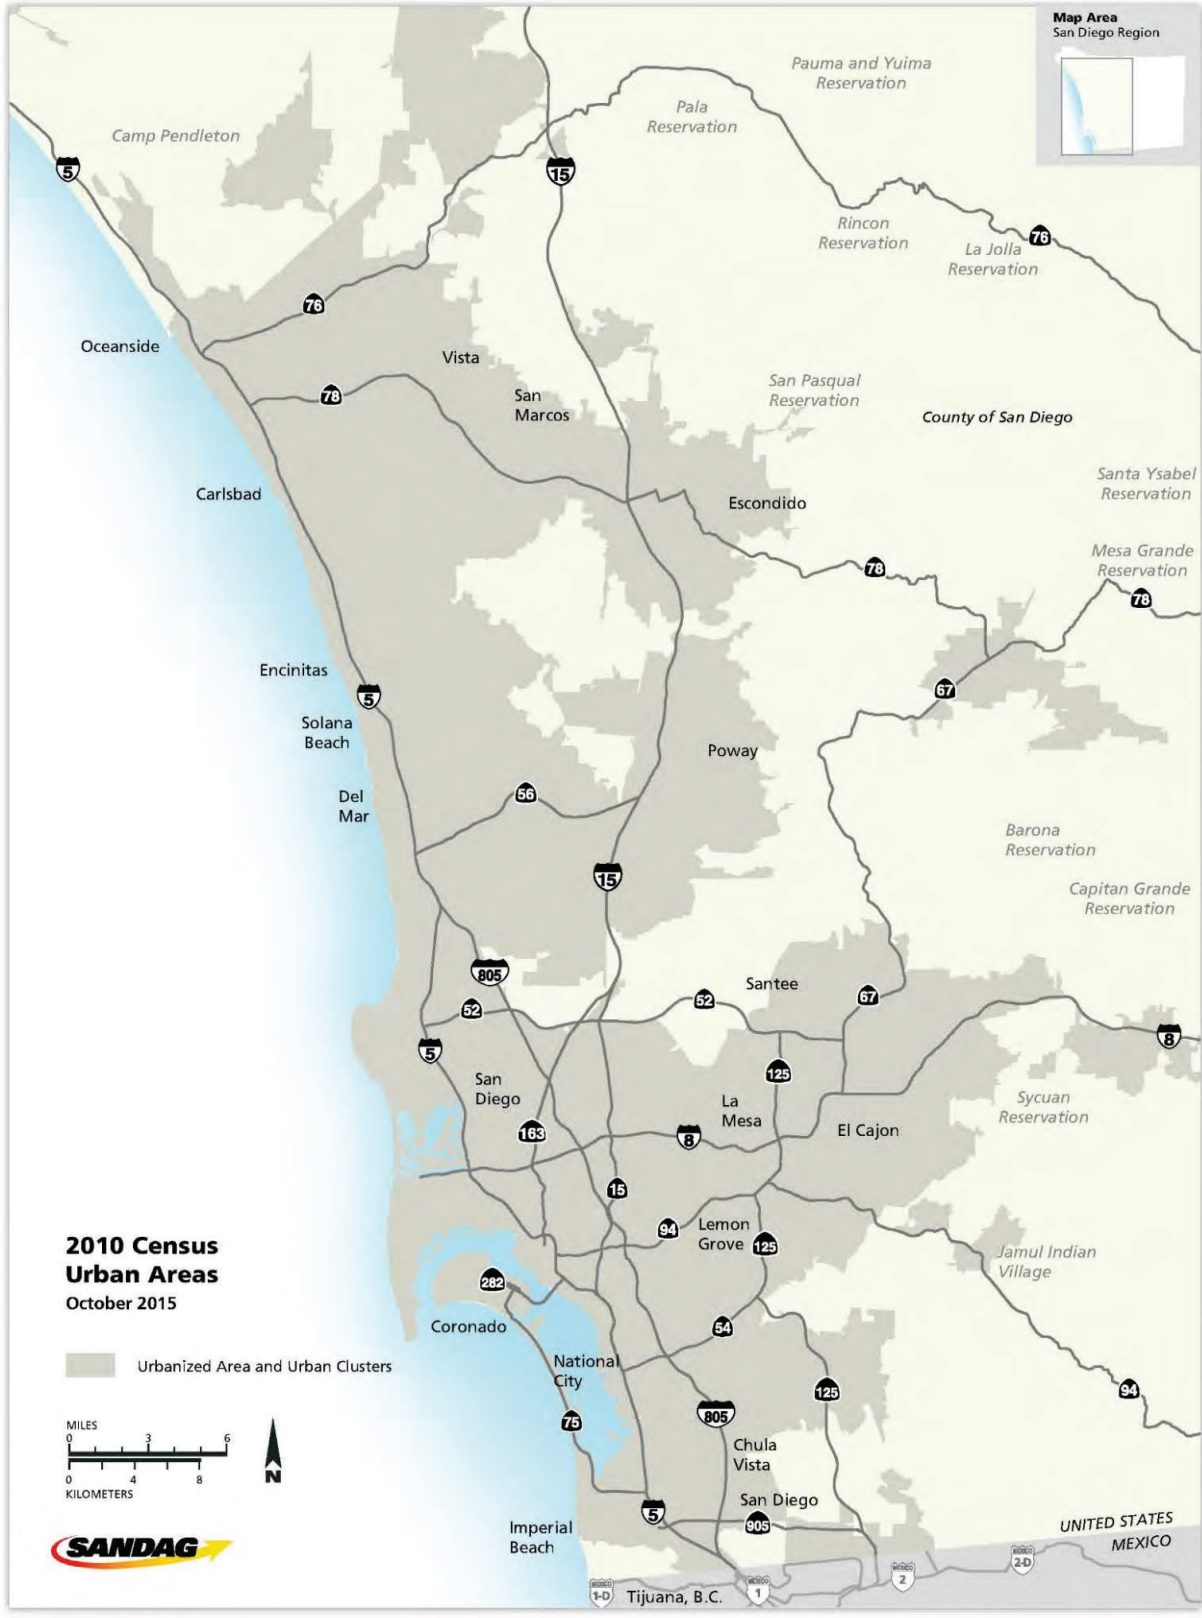 Map Area
San Diego Region
Pauma and Yuima
Reservation
Pala
Reservation
Camp Pendleton
5
15
Rincon
Reservation
La Jolla
Reservation
76
76
Oceanside
Vista
78
San
Marcos
San Pasqual
Reservation
County of San Diego
Carlsbad
Escondido
Santa Ysabel
Reservation
Mesa Grande
Reservation
78
78
Encinitas
5
67
Solana
Beach
Poway
Del
Mar
56
Barona
Reservation
15
Capitan Grande
Reservation
805
Santee
52
52
67
5
8
San
Diego
125
La
Mesa
Sycuan
Reservation
163
8
El Cajon
15
94
Lemon
Grove
125
2010 Census
Urban Areas
October 2015
Jamul Indian
Village
282
Coronado
54
Urbanized Area and Urban Clusters
National
City
125
94
75
805
MILES
0 3 6
0 4 8
KILOMETERS
N
Chula
Vista
San Diego
5
905
Imperial
Beach
UNITED STATES
MEXICO
SANDAG
MEXICO
1-D
Tijuana, B.C.
MEXICO
1
MEXICO
2
MEXICO
2-D